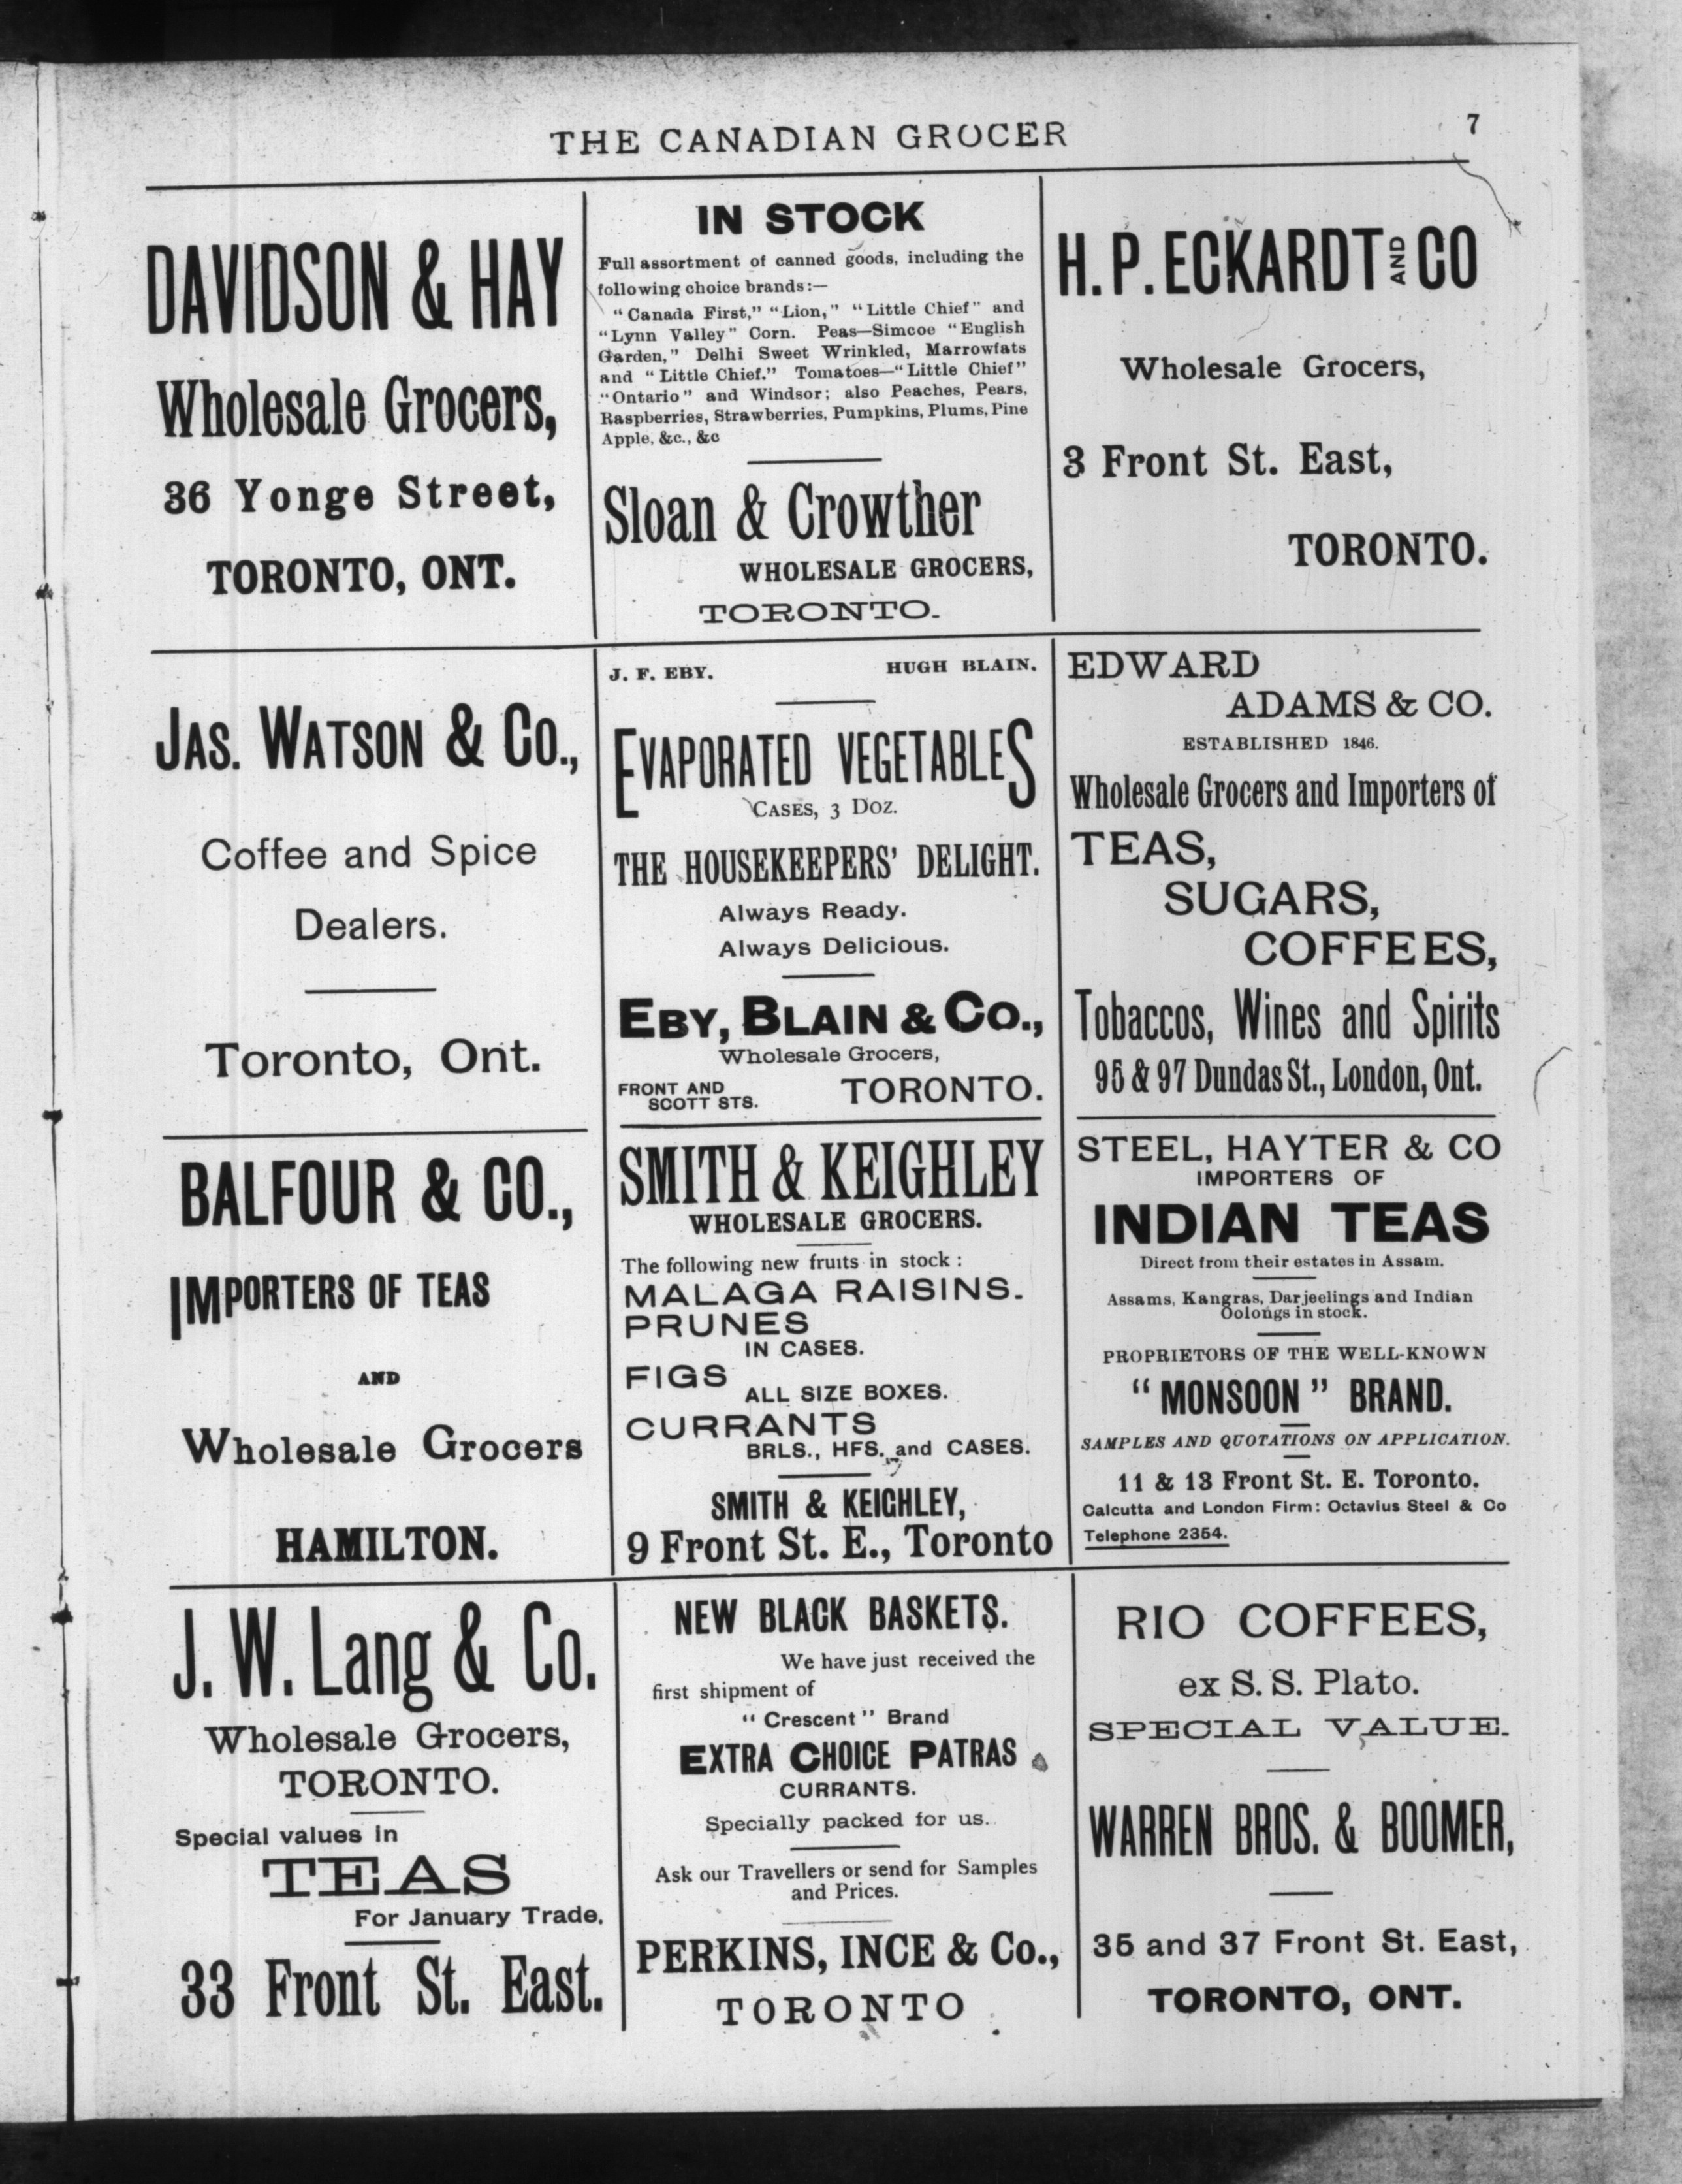 THE CANADIAN GROCER
7
DAVIDSON & HAY
Wholesale Grocers,
36 Yonge Street,
TORONTO, ONT.
IN STOCK
Full assortment of canned goods, including the
following choice brands:—
"Canada First," "Lion," "Little Chief" and
"Lynn Valley" Corn. Peas—Simcoe "English
Garden," Delhi Sweet Wrinkled, Marrowfats
and "Little Chief." Tomatoes—"Little Chief"
"Ontario" and Windsor; also Peaches, Pears,
Raspberries, Strawberries, Pumpkins, Plums, Pine
Apple, &c., &c
Sloan & Crowther
WHOLESALE GROCERS,
TORONTO.
H. P. ECKARDT AND CO
Wholesale Grocers,
3 Front St. East,
TORONTO.
JAS. WATSON & CO.,
Coffee and Spice
Dealers.
Toronto, Ont.
J. F. EBY. HUGH BLAIN.
EVAPORATED VEGETABLES
CASES, 3 Doz.
THE HOUSEKEEPERS' DELIGHT.
Always Ready.
Always Delicious.
EBY, BLAIN & CO.,
Wholesale Grocers,
FRONT AND
SCOTT STS. TORONTO.
EDWARD
ADAMS & CO.
ESTABLISHED 1846.
Wholesale Grocers and Importers of
TEAS,
SUGARS,
COFFEES,
Tobaccos, Wines and Spirits
95 & 97 Dundas St., London, Ont.
BALFOUR & CO.,
IMPORTERS OF TEAS
AND
Wholesale Grocers
HAMILTON.
SMITH & KEIGHLEY
WHOLESALE GROCERS.
The following new fruits in stock:
MALAGA RAISINS.
PRUNES
IN CASES.
FIGS
ALL SIZE BOXES.
CURRANTS
BRLS., HFS. and CASES.
SMITH & KEIGHLEY,
9 Front St. E., Toronto
STEEL, HAYTER & CO
IMPORTERS OF
INDIAN TEAS
Direct from their estates in Assam.
Assams, Kangras, Darjeelings and Indian
Oolongs in stock.
PROPRIETORS OF THE WELL-KNOWN
"MONSOON" BRAND.
SAMPLES AND QUOTATIONS ON APPLICATION.
11 & 13 Front St. E. Toronto.
Calcutta and London Firm: Octavius Steel & Co
Telephone 2354.
J. W. Lang & Co.
Wholesale Grocers,
TORONTO.
Special values in
TEAS
For January Trade.
33 Front St. East.
NEW BLACK BASKETS.
We have just received the
first shipment of
"Crescent" Brand
EXTRA CHOICE PATRAS
CURRANTS.
Specially packed for us.
Ask our Travellers or send for Samples
and Prices.
PERKINS, INCE & Co.,
TORONTO
RIO COFFEES,
ex S. S. Plato.
SPECIAL VALUE.
WARREN BROS. & BOOMER,
35 and 37 Front St. East,
TORONTO, ONT.